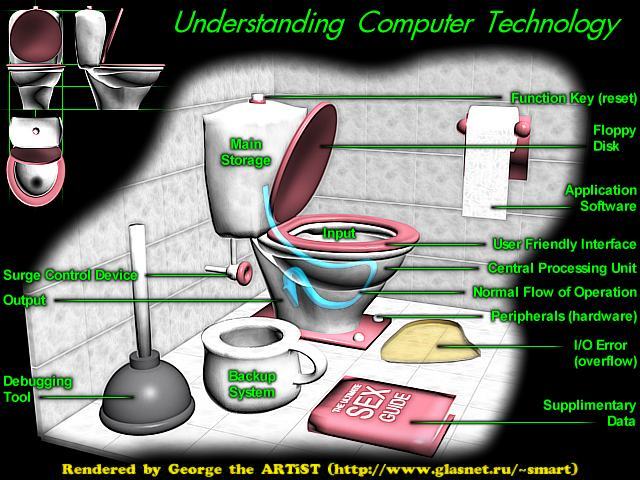 Understanding Computer Technology
Function Key (reset)
Floppy
Disk
Main
Storage
Application
Software
Input
User Friendly Interface
Central Processing Unit
Surge Control Device
Normal Flow of Operation
Output
Peripherals (hardware)
I/O Error
(overflow)
Backup
System
Debugging
Tool
THE ULTIMATE
SEX
GUIDE
Supplimentary
Data
Rendered by George the ARTiST (http://www.glasnet.ru/~smart)